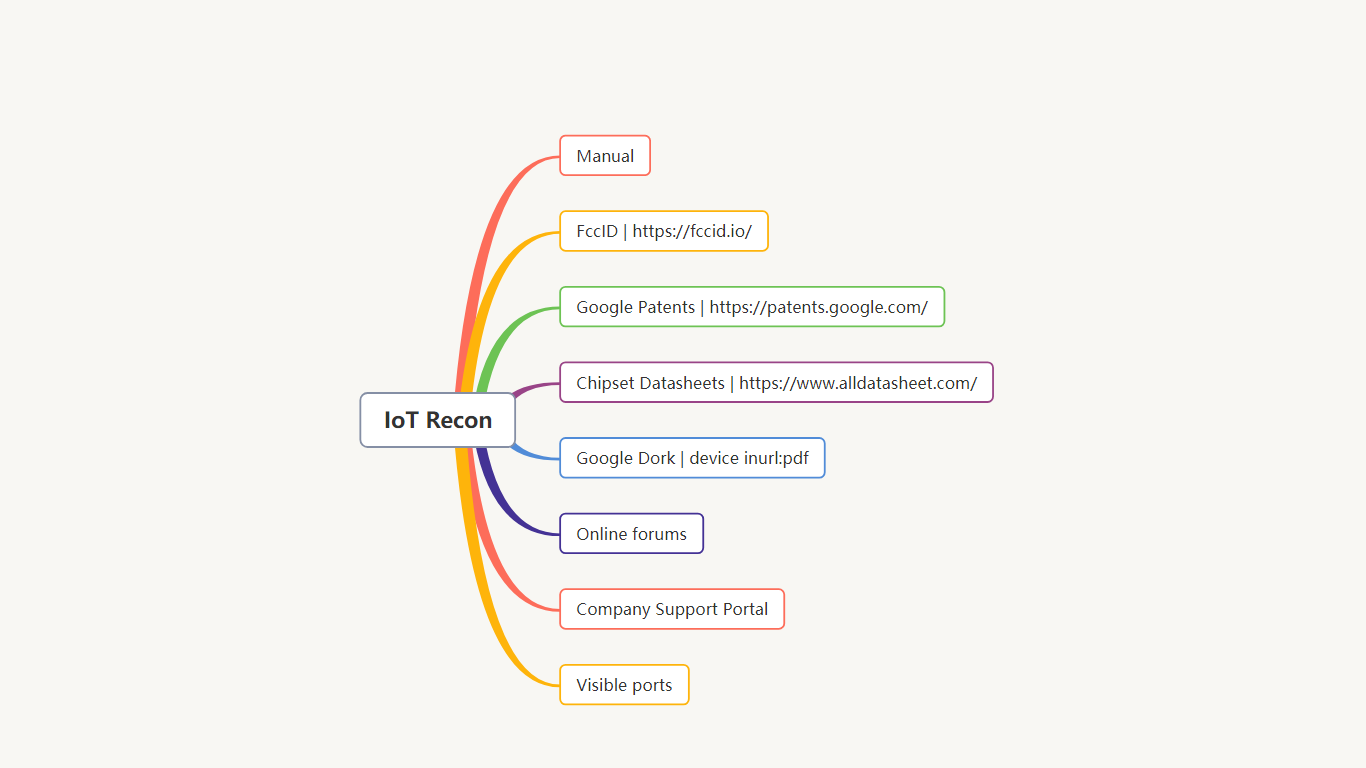 Manual
FccID | https://fccid.io/
Google Patents | https://patents.google.com/
Chipset Datasheets | https://www.alldatasheet.com/
IoT Recon
Google Dork | device inurl:pdf
Online forums
Company Support Portal
Visible ports